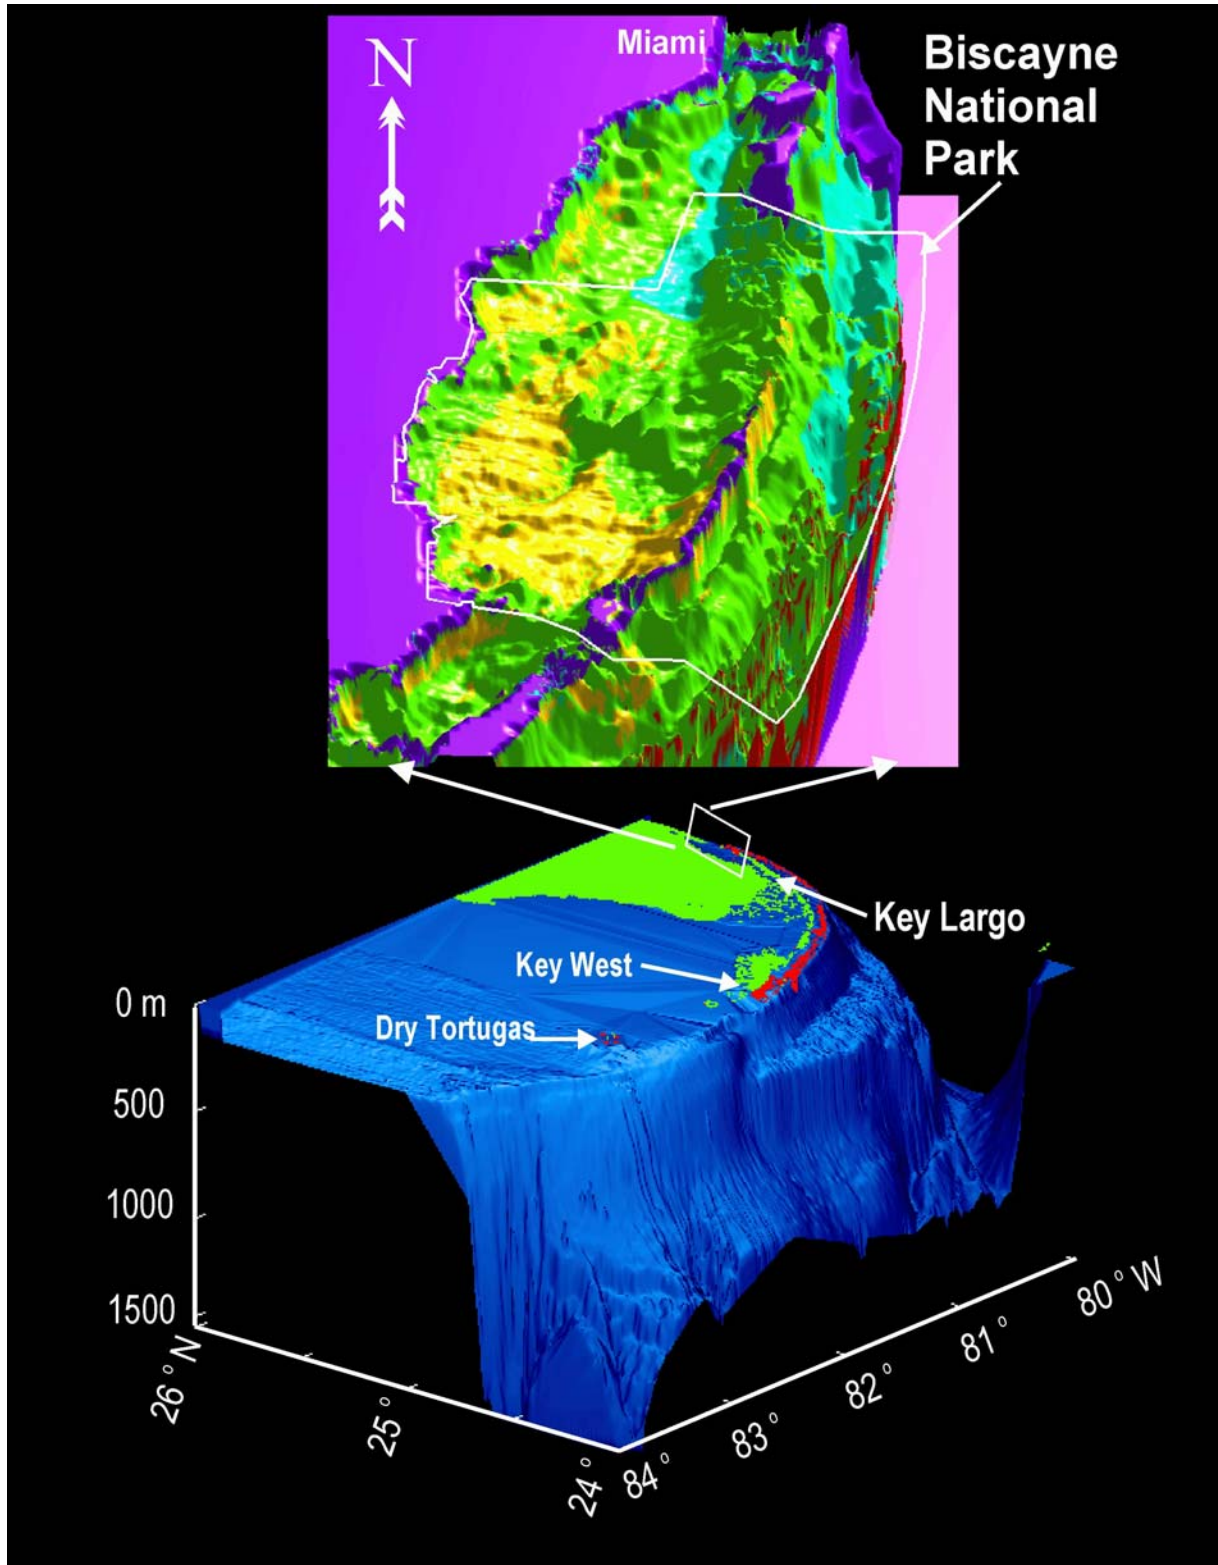 N
Miami
Biscayne
National
Park
Key Largo
Key West
Dry Tortugas
0 m
500
1000
1500
26° N
25°
24°
84°
83°
82°
81°
80° W